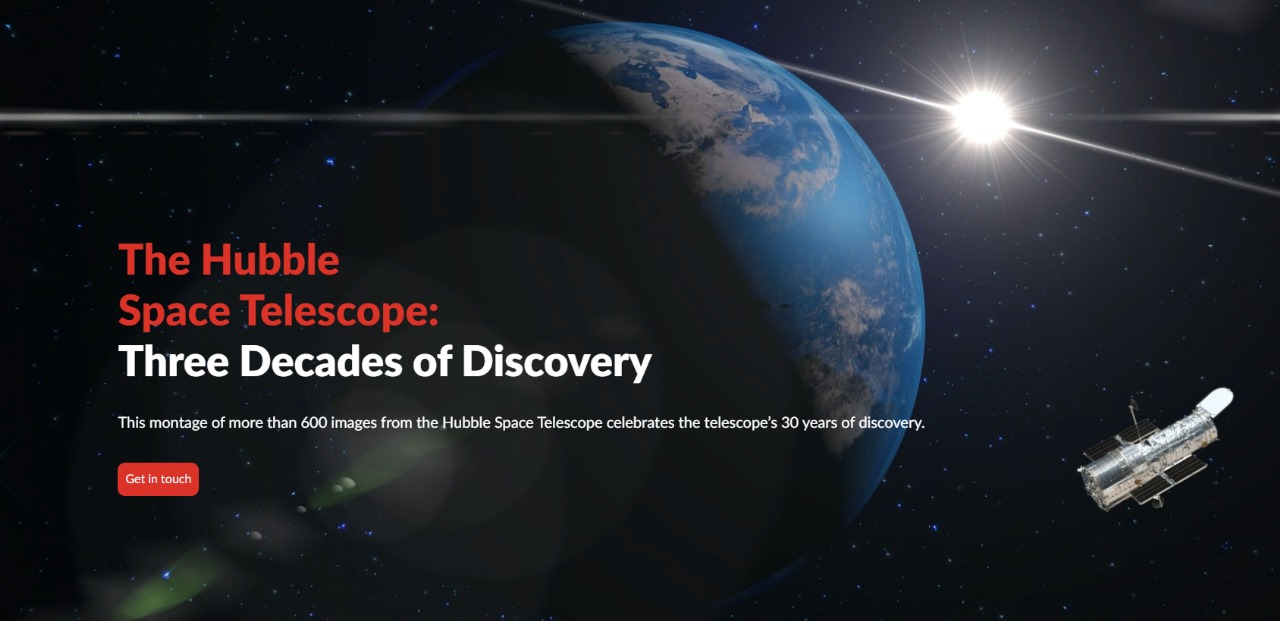 The Hubble
Space Telescope:
Three Decades of Discovery
This montage of more than 600 images from the Hubble Space Telescope celebrates the telescope's 30 years of discovery.
Get in touch